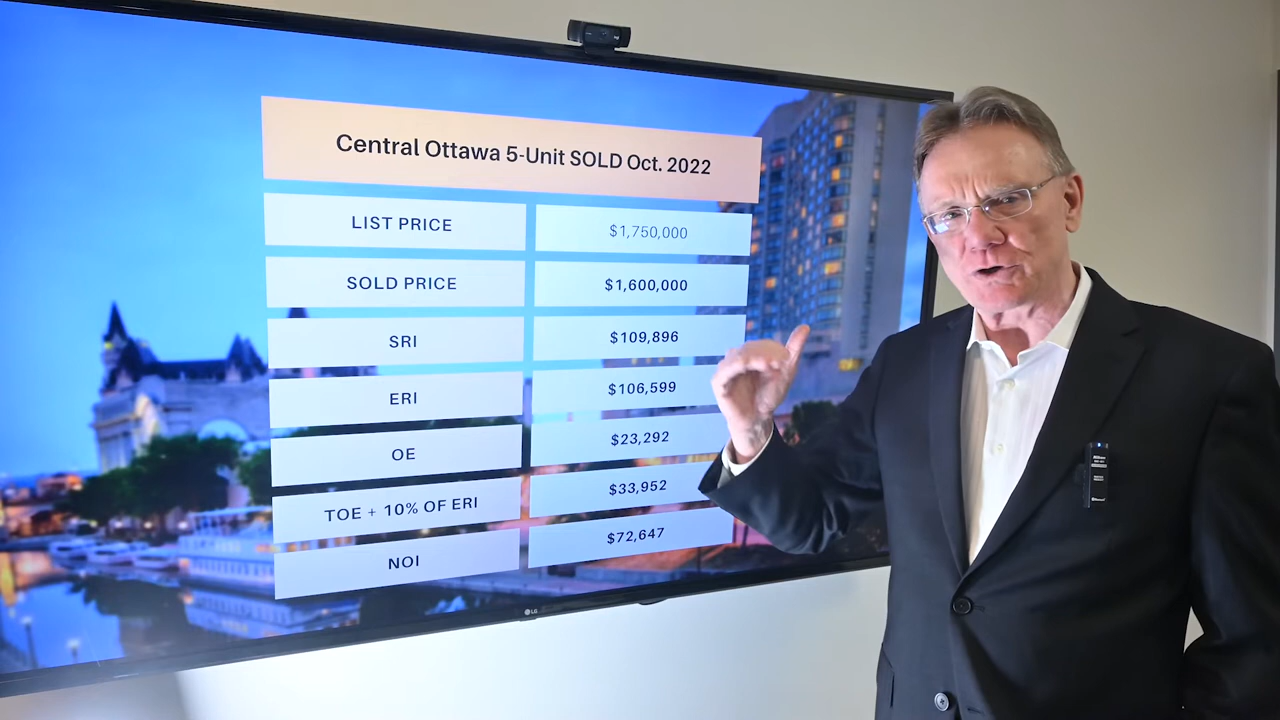 Central Ottawa 5-Unit SOLD Oct. 2022
LIST PRICE $1,750,000
SOLD PRICE $1,600,000
SRI $109,896
ERI $106,599
OE $23,292
TOE + 10% OF ERI $33,952
NOI $72,647
LG